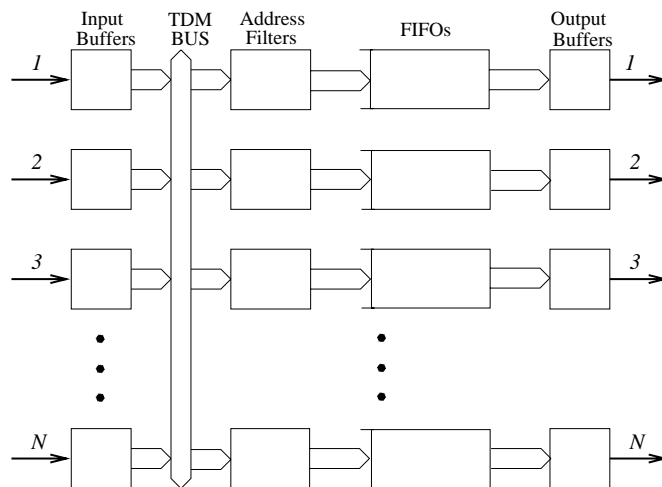 Input Buffers
TDM BUS
Address Filters
FIFOs
Output Buffers
1
1
2
2
3
3
N
N